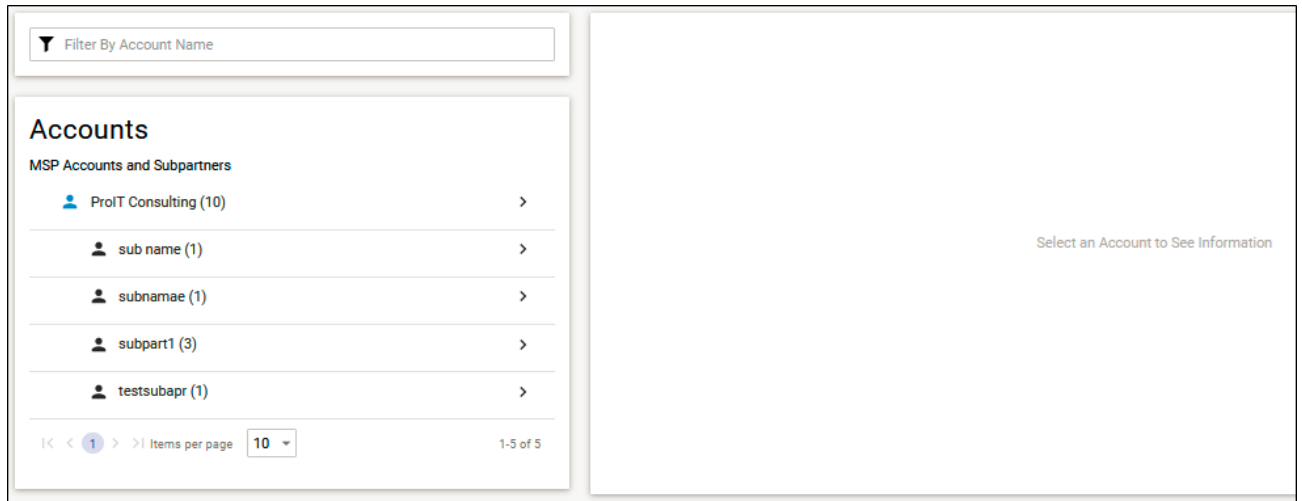 Filter By Account Name
Accounts
MSP Accounts and Subpartners
ProIT Consulting (10)
sub name (1)
subnamae (1)
subpart1 (3)
testsubapr (1)
1 Items per page 10 1-5 of 5
Select an Account to See Information